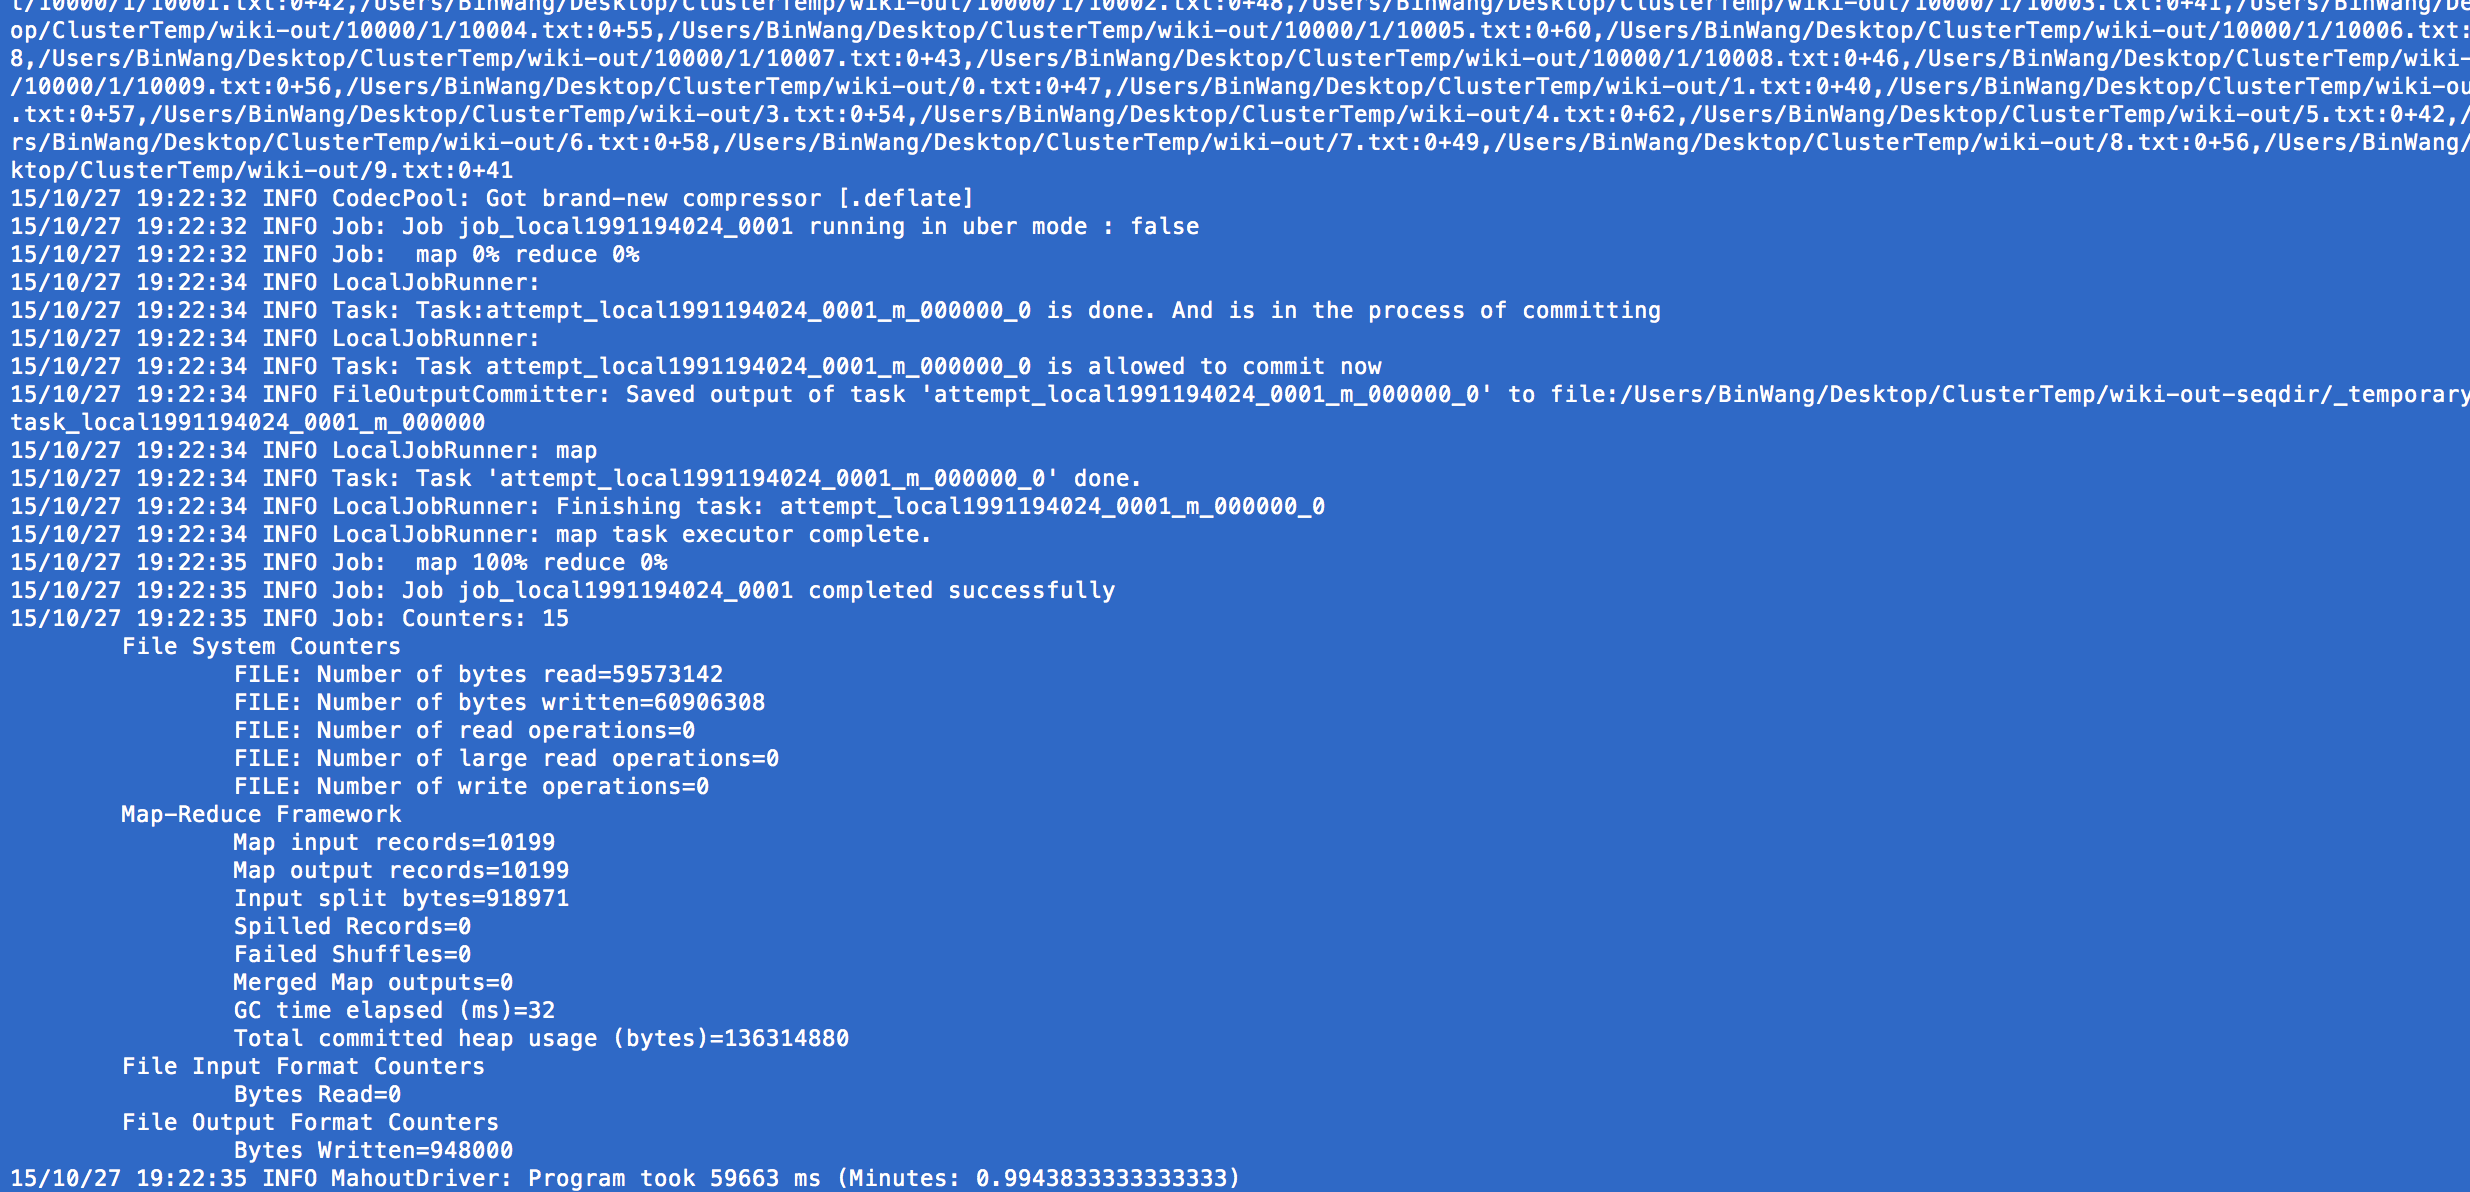 t/10000/1/10001.txt:0+42,/Users/BinWang/Desktop/ClusterTemp/wiki-out/10000/1/10002.txt:0+48,/Users/BinWang/Desktop/ClusterTemp/wiki-out/10000/1/10003.txt:0+41,/Users/BinWang/De
op/ClusterTemp/wiki-out/10000/1/10004.txt:0+55,/Users/BinWang/Desktop/ClusterTemp/wiki-out/10000/1/10005.txt:0+60,/Users/BinWang/Desktop/ClusterTemp/wiki-out/10000/1/10006.txt:
8,/Users/BinWang/Desktop/ClusterTemp/wiki-out/10000/1/10007.txt:0+43,/Users/BinWang/Desktop/ClusterTemp/wiki-out/10000/1/10008.txt:0+46,/Users/BinWang/Desktop/ClusterTemp/wiki-
/10000/1/10009.txt:0+56,/Users/BinWang/Desktop/ClusterTemp/wiki-out/0.txt:0+47,/Users/BinWang/Desktop/ClusterTemp/wiki-out/1.txt:0+40,/Users/BinWang/Desktop/ClusterTemp/wiki-ou
.txt:0+57,/Users/BinWang/Desktop/ClusterTemp/wiki-out/3.txt:0+54,/Users/BinWang/Desktop/ClusterTemp/wiki-out/4.txt:0+62,/Users/BinWang/Desktop/ClusterTemp/wiki-out/5.txt:0+42,/
rs/BinWang/Desktop/ClusterTemp/wiki-out/6.txt:0+58,/Users/BinWang/Desktop/ClusterTemp/wiki-out/7.txt:0+49,/Users/BinWang/Desktop/ClusterTemp/wiki-out/8.txt:0+56,/Users/BinWang/
ktop/ClusterTemp/wiki-out/9.txt:0+41
15/10/27 19:22:32 INFO CodecPool: Got brand-new compressor [.deflate]
15/10/27 19:22:32 INFO Job: Job job_local1991194024_0001 running in uber mode : false
15/10/27 19:22:32 INFO Job:  map 0% reduce 0%
15/10/27 19:22:34 INFO LocalJobRunner:
15/10/27 19:22:34 INFO Task: Task:attempt_local1991194024_0001_m_000000_0 is done. And is in the process of committing
15/10/27 19:22:34 INFO LocalJobRunner:
15/10/27 19:22:34 INFO Task: Task attempt_local1991194024_0001_m_000000_0 is allowed to commit now
15/10/27 19:22:34 INFO FileOutputCommitter: Saved output of task 'attempt_local1991194024_0001_m_000000_0' to file:/Users/BinWang/Desktop/ClusterTemp/wiki-out-seqdir/_temporary
task_local1991194024_0001_m_000000
15/10/27 19:22:34 INFO LocalJobRunner: map
15/10/27 19:22:34 INFO Task: Task 'attempt_local1991194024_0001_m_000000_0' done.
15/10/27 19:22:34 INFO LocalJobRunner: Finishing task: attempt_local1991194024_0001_m_000000_0
15/10/27 19:22:34 INFO LocalJobRunner: map task executor complete.
15/10/27 19:22:35 INFO Job:  map 100% reduce 0%
15/10/27 19:22:35 INFO Job: Job job_local1991194024_0001 completed successfully
15/10/27 19:22:35 INFO Job: Counters: 15
File System Counters
FILE: Number of bytes read=59573142
FILE: Number of bytes written=60906308
FILE: Number of read operations=0
FILE: Number of large read operations=0
FILE: Number of write operations=0
Map-Reduce Framework
Map input records=10199
Map output records=10199
Input split bytes=918971
Spilled Records=0
Failed Shuffles=0
Merged Map outputs=0
GC time elapsed (ms)=32
Total committed heap usage (bytes)=136314880
File Input Format Counters
Bytes Read=0
File Output Format Counters
Bytes Written=948000
15/10/27 19:22:35 INFO MahoutDriver: Program took 59663 ms (Minutes: 0.9943833333333333)